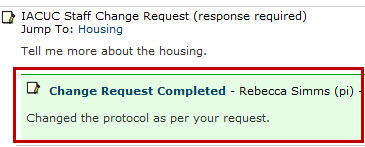 IACUC Staff Change Request (response required)
Jump To: Housing
Tell me more about the housing.
Change Request Completed - Rebecca Simms (pi) -
Changed the protocol as per your request.